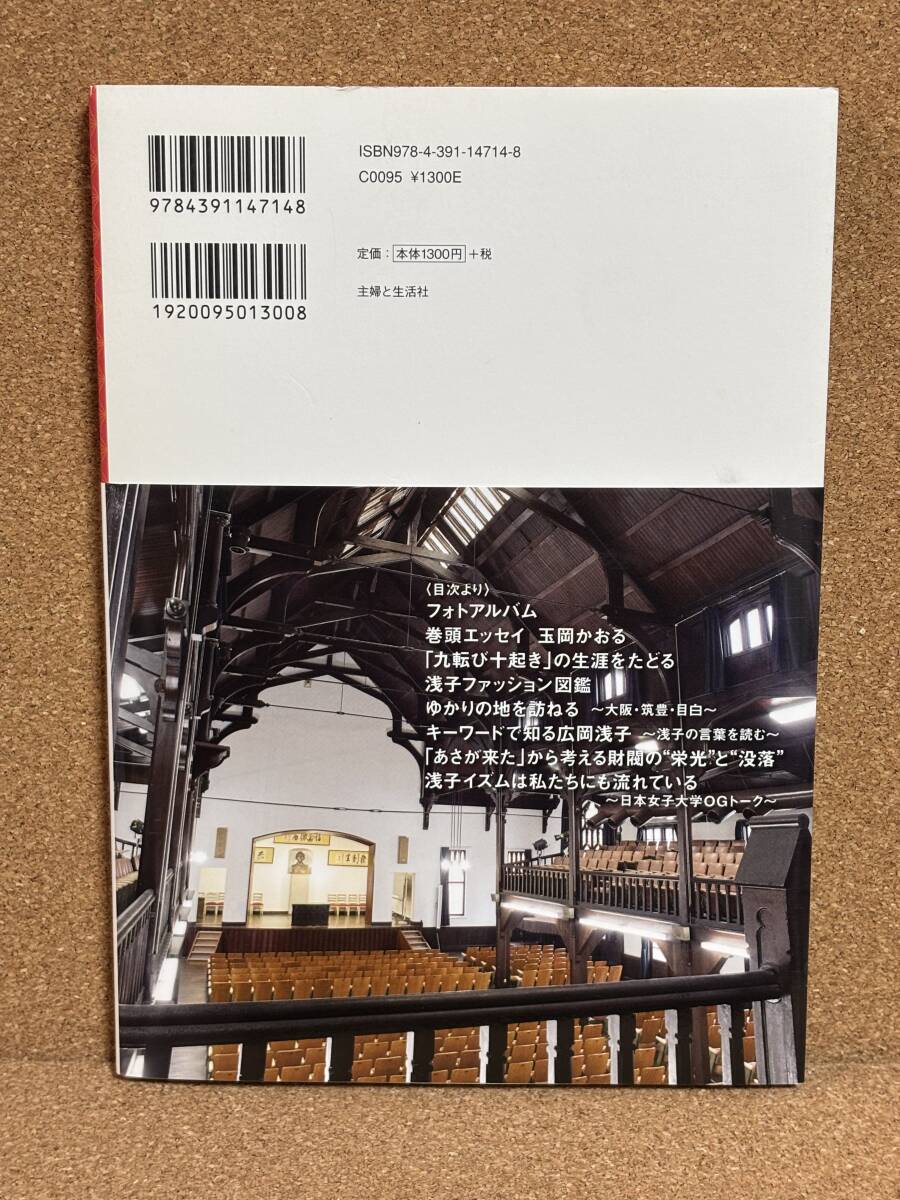 9784391147148
ISBN978-4-391-14714-8
C0095 ¥1300E
1920095013008
定価：本体1300円+税
主婦と生活社
〈目次より〉
フォトアルバム
巻頭エッセイ 玉岡かおる
「九転び十起き」の生涯をたどる
浅子ファッション図鑑
ゆかりの地を訪ねる ～大阪・筑豊・目白～
キーワードで知る広岡浅子 ～浅子の言葉を読む～
「あさが来た」から考える財閥の“栄光”と“没落”
浅子イズムは私たちにも流れている
～日本女子大学OGトーク～